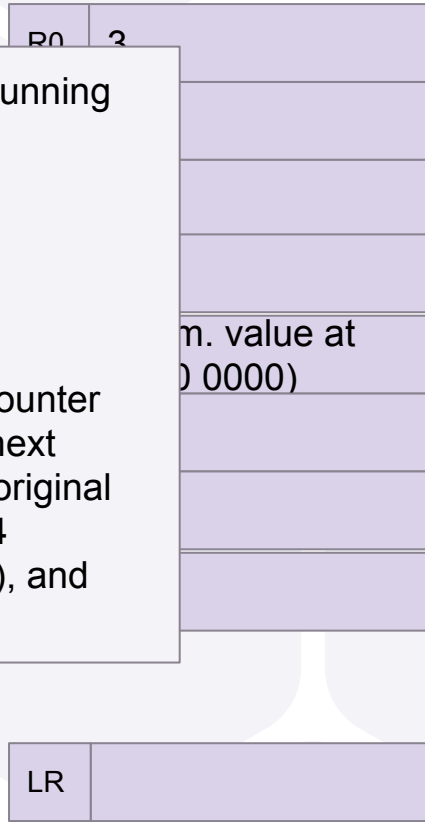 R0 3
unning
m. value at
0 0000)
ounter
next
original
4
), and
LR